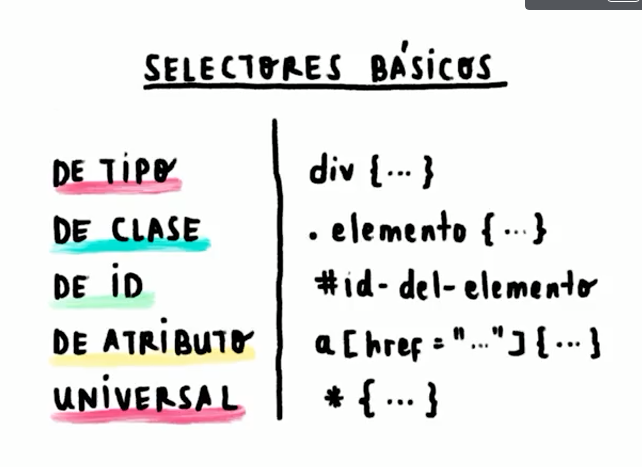 SELECTORES BÁSICOS
DE TIPO div {...}
DE CLASE .elemento {...}
DE ID #id-del-elemento
DE ATRIBUTO a[href="..."]{...}
UNIVERSAL * {...}